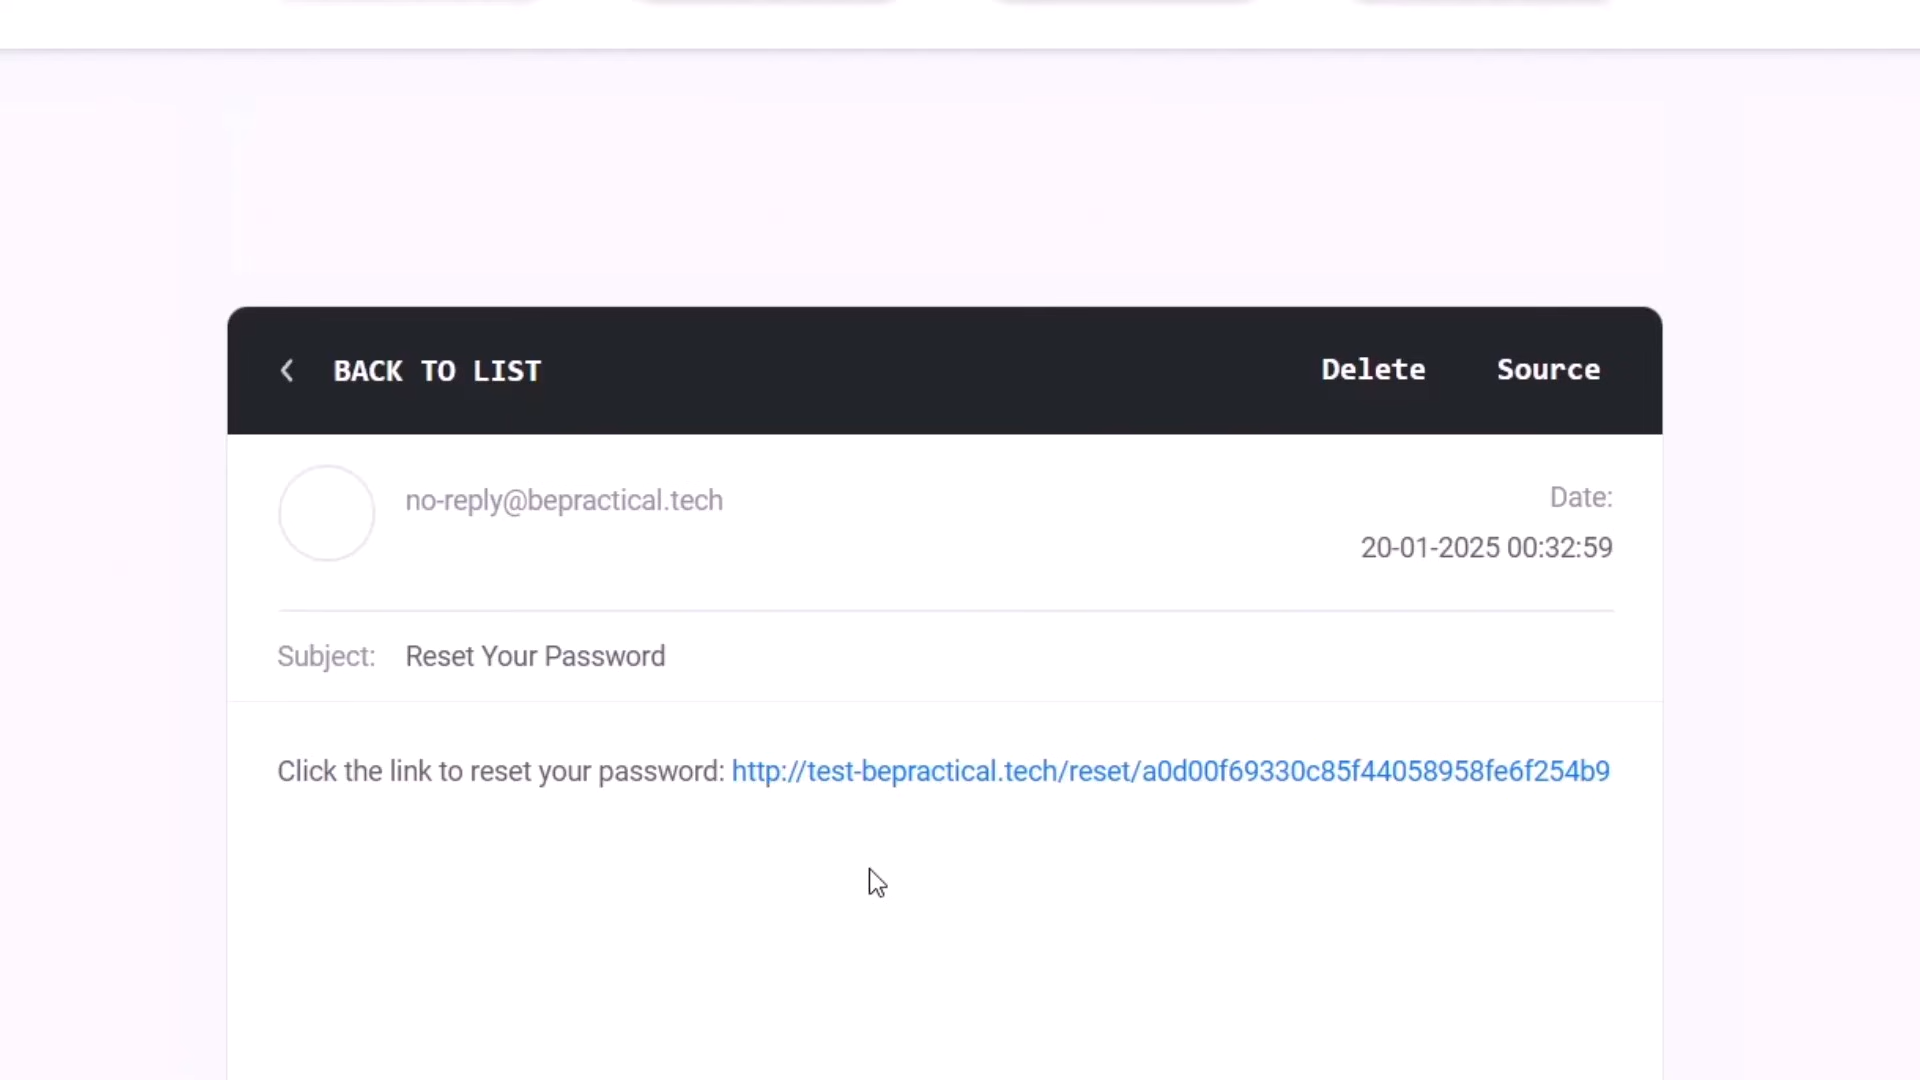 BACK TO LIST
Delete
Source
no-reply@bepractical.tech
Date:
20-01-2025 00:32:59
Subject: Reset Your Password
Click the link to reset your password: http://test-bepractical.tech/reset/a0d00f69330c85f44058958fe6f254b9